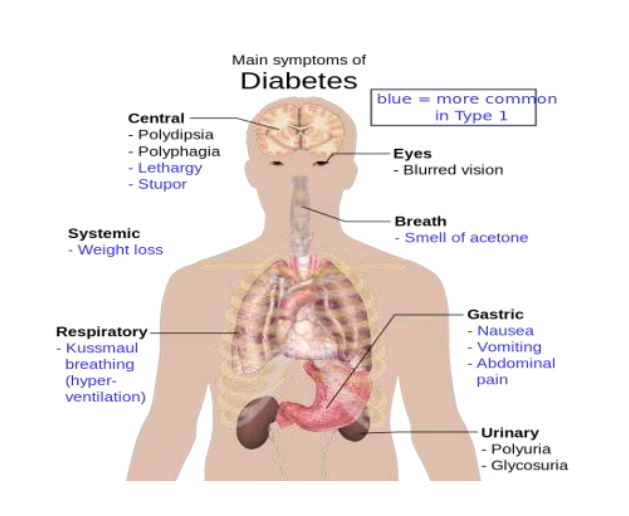 Main symptoms of
Diabetes
blue = more common
in Type 1
Central
- Polydipsia
- Polyphagia
- Lethargy
- Stupor
Eyes
- Blurred vision
Systemic
- Weight loss
Breath
- Smell of acetone
Respiratory
- Kussmaul
breathing
(hyper-
ventilation)
Gastric
- Nausea
- Vomiting
- Abdominal
pain
Urinary
- Polyuria
- Glycosuria